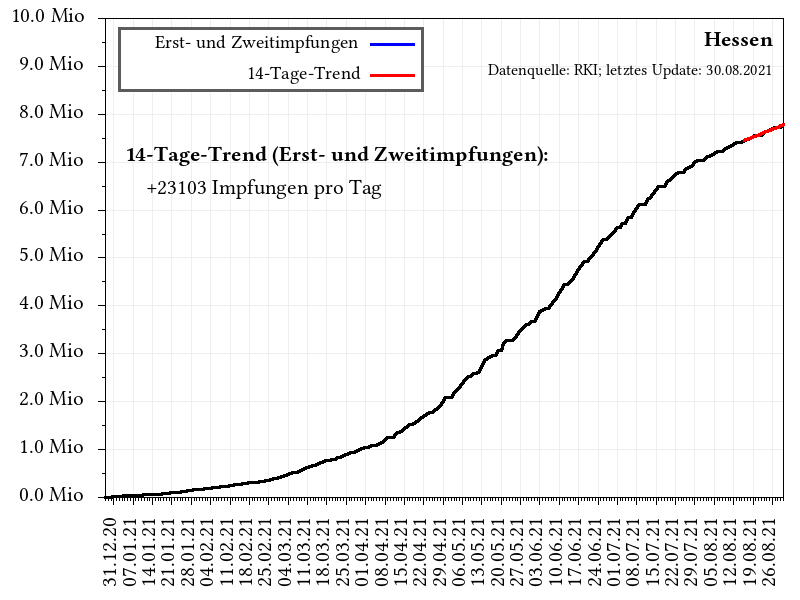 10.0 Mio
9.0 Mio
8.0 Mio
7.0 Mio
6.0 Mio
5.0 Mio
4.0 Mio
3.0 Mio
2.0 Mio
1.0 Mio
0.0 Mio
Erst- und Zweitimpfungen
14-Tage-Trend
Hessen
Datenquelle: RKI; letztes Update: 30.08.2021
14-Tage-Trend (Erst- und Zweitimpfungen):
+23103 Impfungen pro Tag
31.12.20
07.01.21
14.01.21
21.01.21
28.01.21
04.02.21
11.02.21
18.02.21
25.02.21
04.03.21
11.03.21
18.03.21
25.03.21
01.04.21
08.04.21
15.04.21
22.04.21
29.04.21
06.05.21
13.05.21
20.05.21
27.05.21
03.06.21
10.06.21
17.06.21
24.06.21
01.07.21
08.07.21
15.07.21
22.07.21
29.07.21
05.08.21
12.08.21
19.08.21
26.08.21